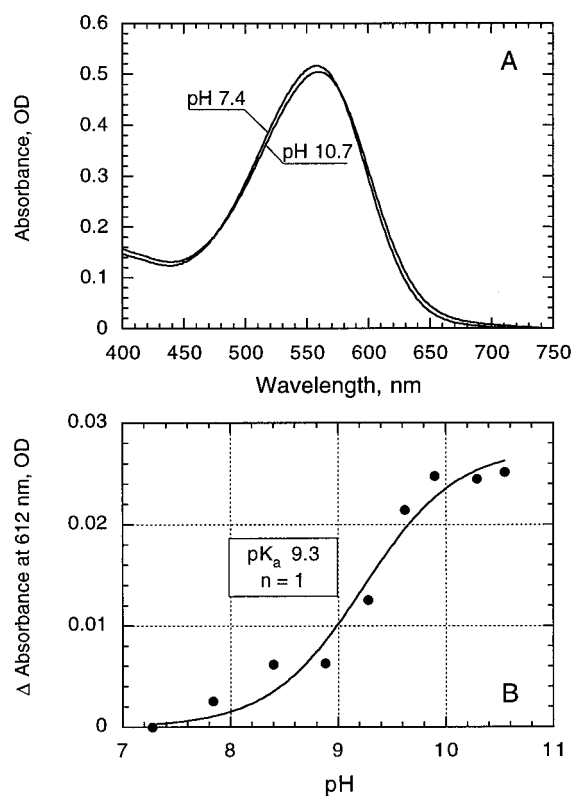 0.6
A
0.5
pH 7.4
0.4
pH 10.7
0.3
0.2
0.1
0
Absorbance, OD
400 450 500 550 600 650 700 750
Wavelength, nm
0.03
0.02
pKa 9.3
n = 1
0.01
B
0
Δ Absorbance at 612 nm, OD
7 8 9 10 11
pH